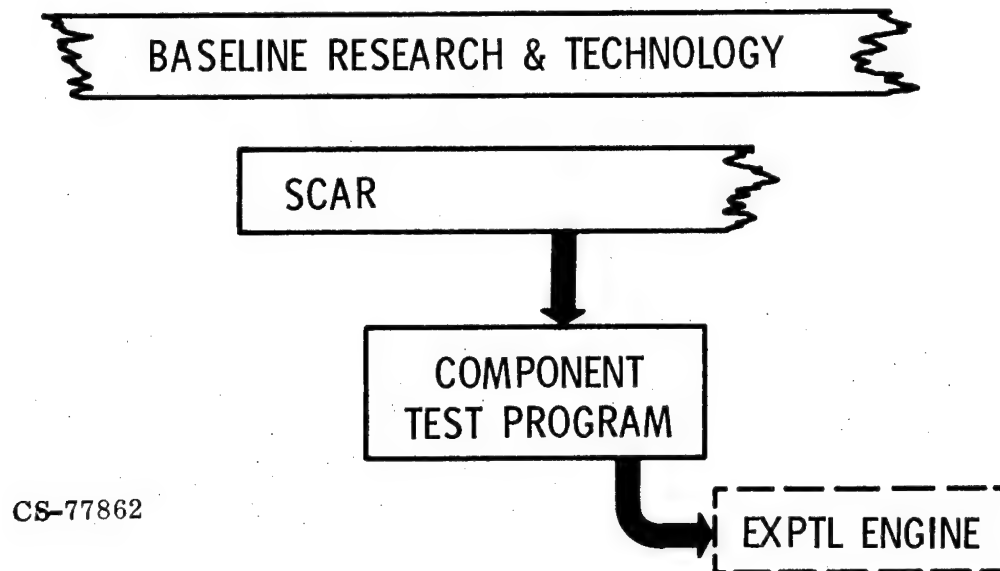 BASELINE RESEARCH & TECHNOLOGY
SCAR
COMPONENT
TEST PROGRAM
CS-77862
EXPTL ENGINE